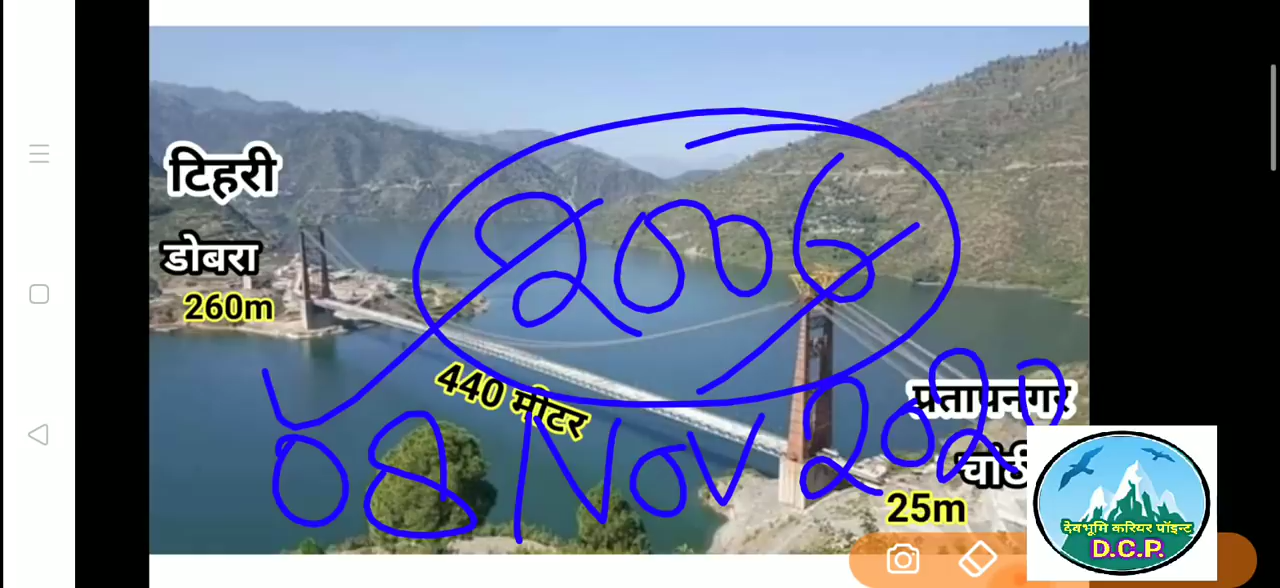 टिहरी
डोबरा
260m
2006
440 मीटर
प्रतापनगर
08 Nov 2020
चांठी
25m
देवभूमि करियर पॉइन्ट
D.C.P.